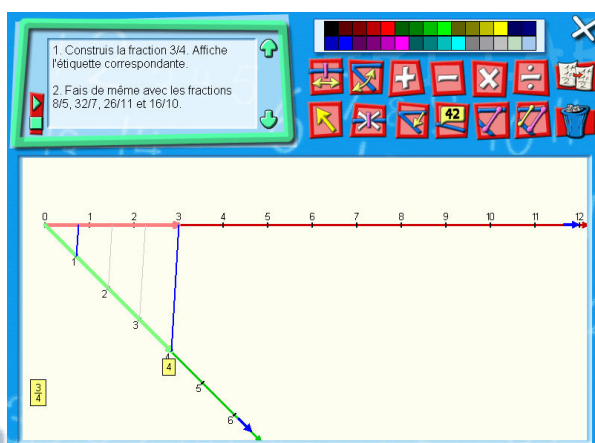 1. Construis la fraction 3/4. Affiche
l'étiquette correspondante.
2. Fais de même avec les fractions
8/5, 32/7, 26/11 et 16/10.
+ − × ÷
42
0 1 2 3 4 5 6 7 8 9 10 11 12
1
2
3
4
4
5
6
3
4